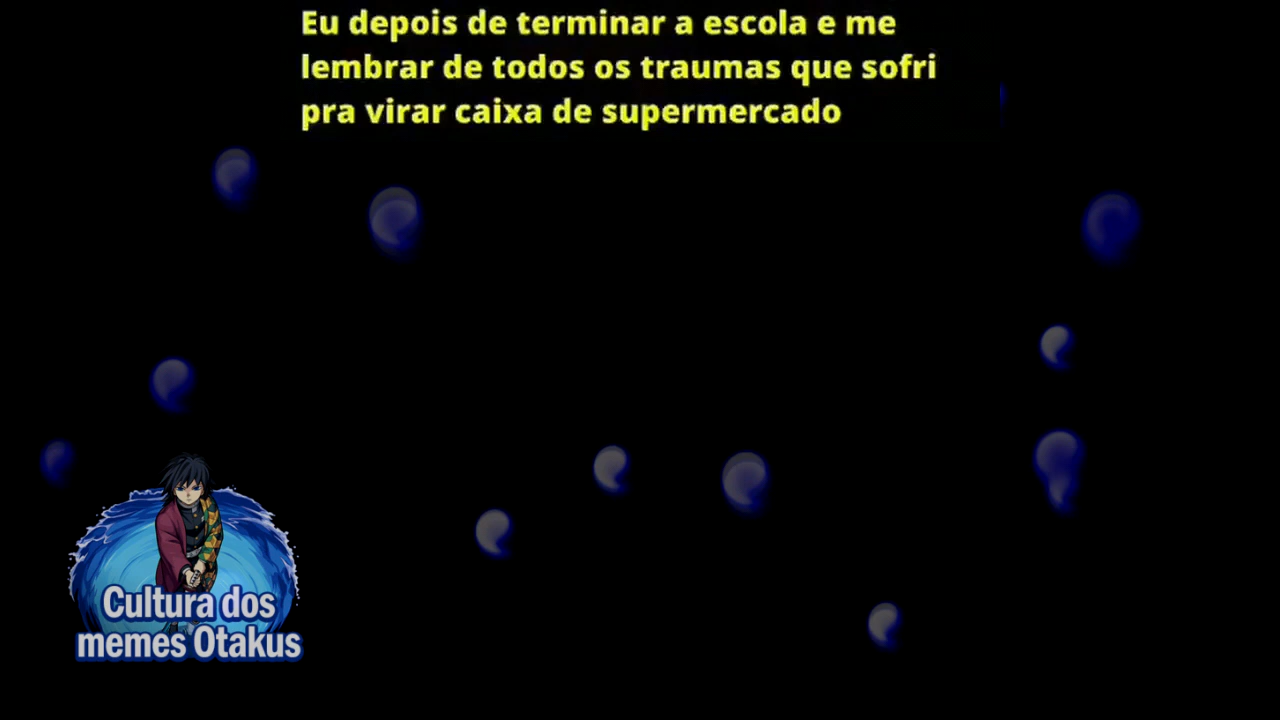 Eu depois de terminar a escola e me
lembrar de todos os traumas que sofri
pra virar caixa de supermercado
Cultura dos
memes Otakus